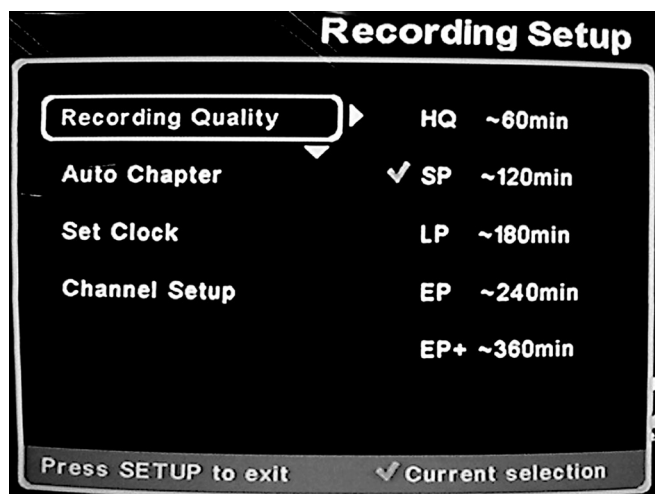 Recording Setup
Recording Quality HQ ~60min
Auto Chapter SP ~120min
Set Clock LP ~180min
Channel Setup EP ~240min
EP+ ~360min
Press SETUP to exit Current selection